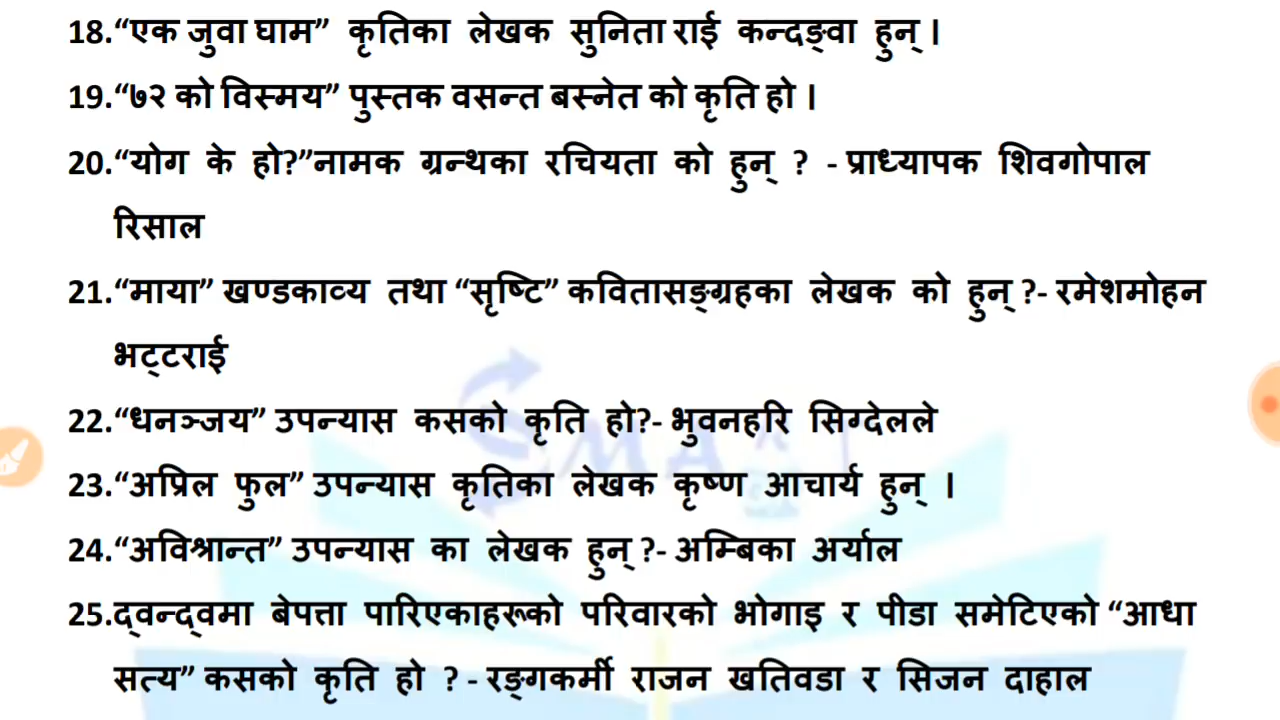 18.“एक जुवा घाम” कृतिका लेखक सुनिता राई कन्दङ्वा हुन् ।
19.“७२ को विस्मय” पुस्तक वसन्त बस्नेत को कृति हो ।
20.“योग के हो?”नामक ग्रन्थका रचियता को हुन् ? - प्राध्यापक शिवगोपाल
रिसाल
21.“माया” खण्डकाव्य तथा “सृष्टि” कवितासङ्ग्रहका लेखक को हुन् ?- रमेशमोहन
भट्टराई
22.“धनञ्जय” उपन्यास कसको कृति हो?- भुवनहरि सिग्देलले
23.“अप्रिल फुल” उपन्यास कृतिका लेखक कृष्ण आचार्य हुन् ।
24.“अविश्रान्त” उपन्यास का लेखक हुन् ?- अम्बिका अर्याल
25.द्वन्द्वमा बेपत्ता पारिएकाहरूको परिवारको भोगाइ र पीडा समेटिएको “आधा
सत्य” कसको कृति हो ? - रङ्गकर्मी राजन खतिवडा र सिजन दाहाल